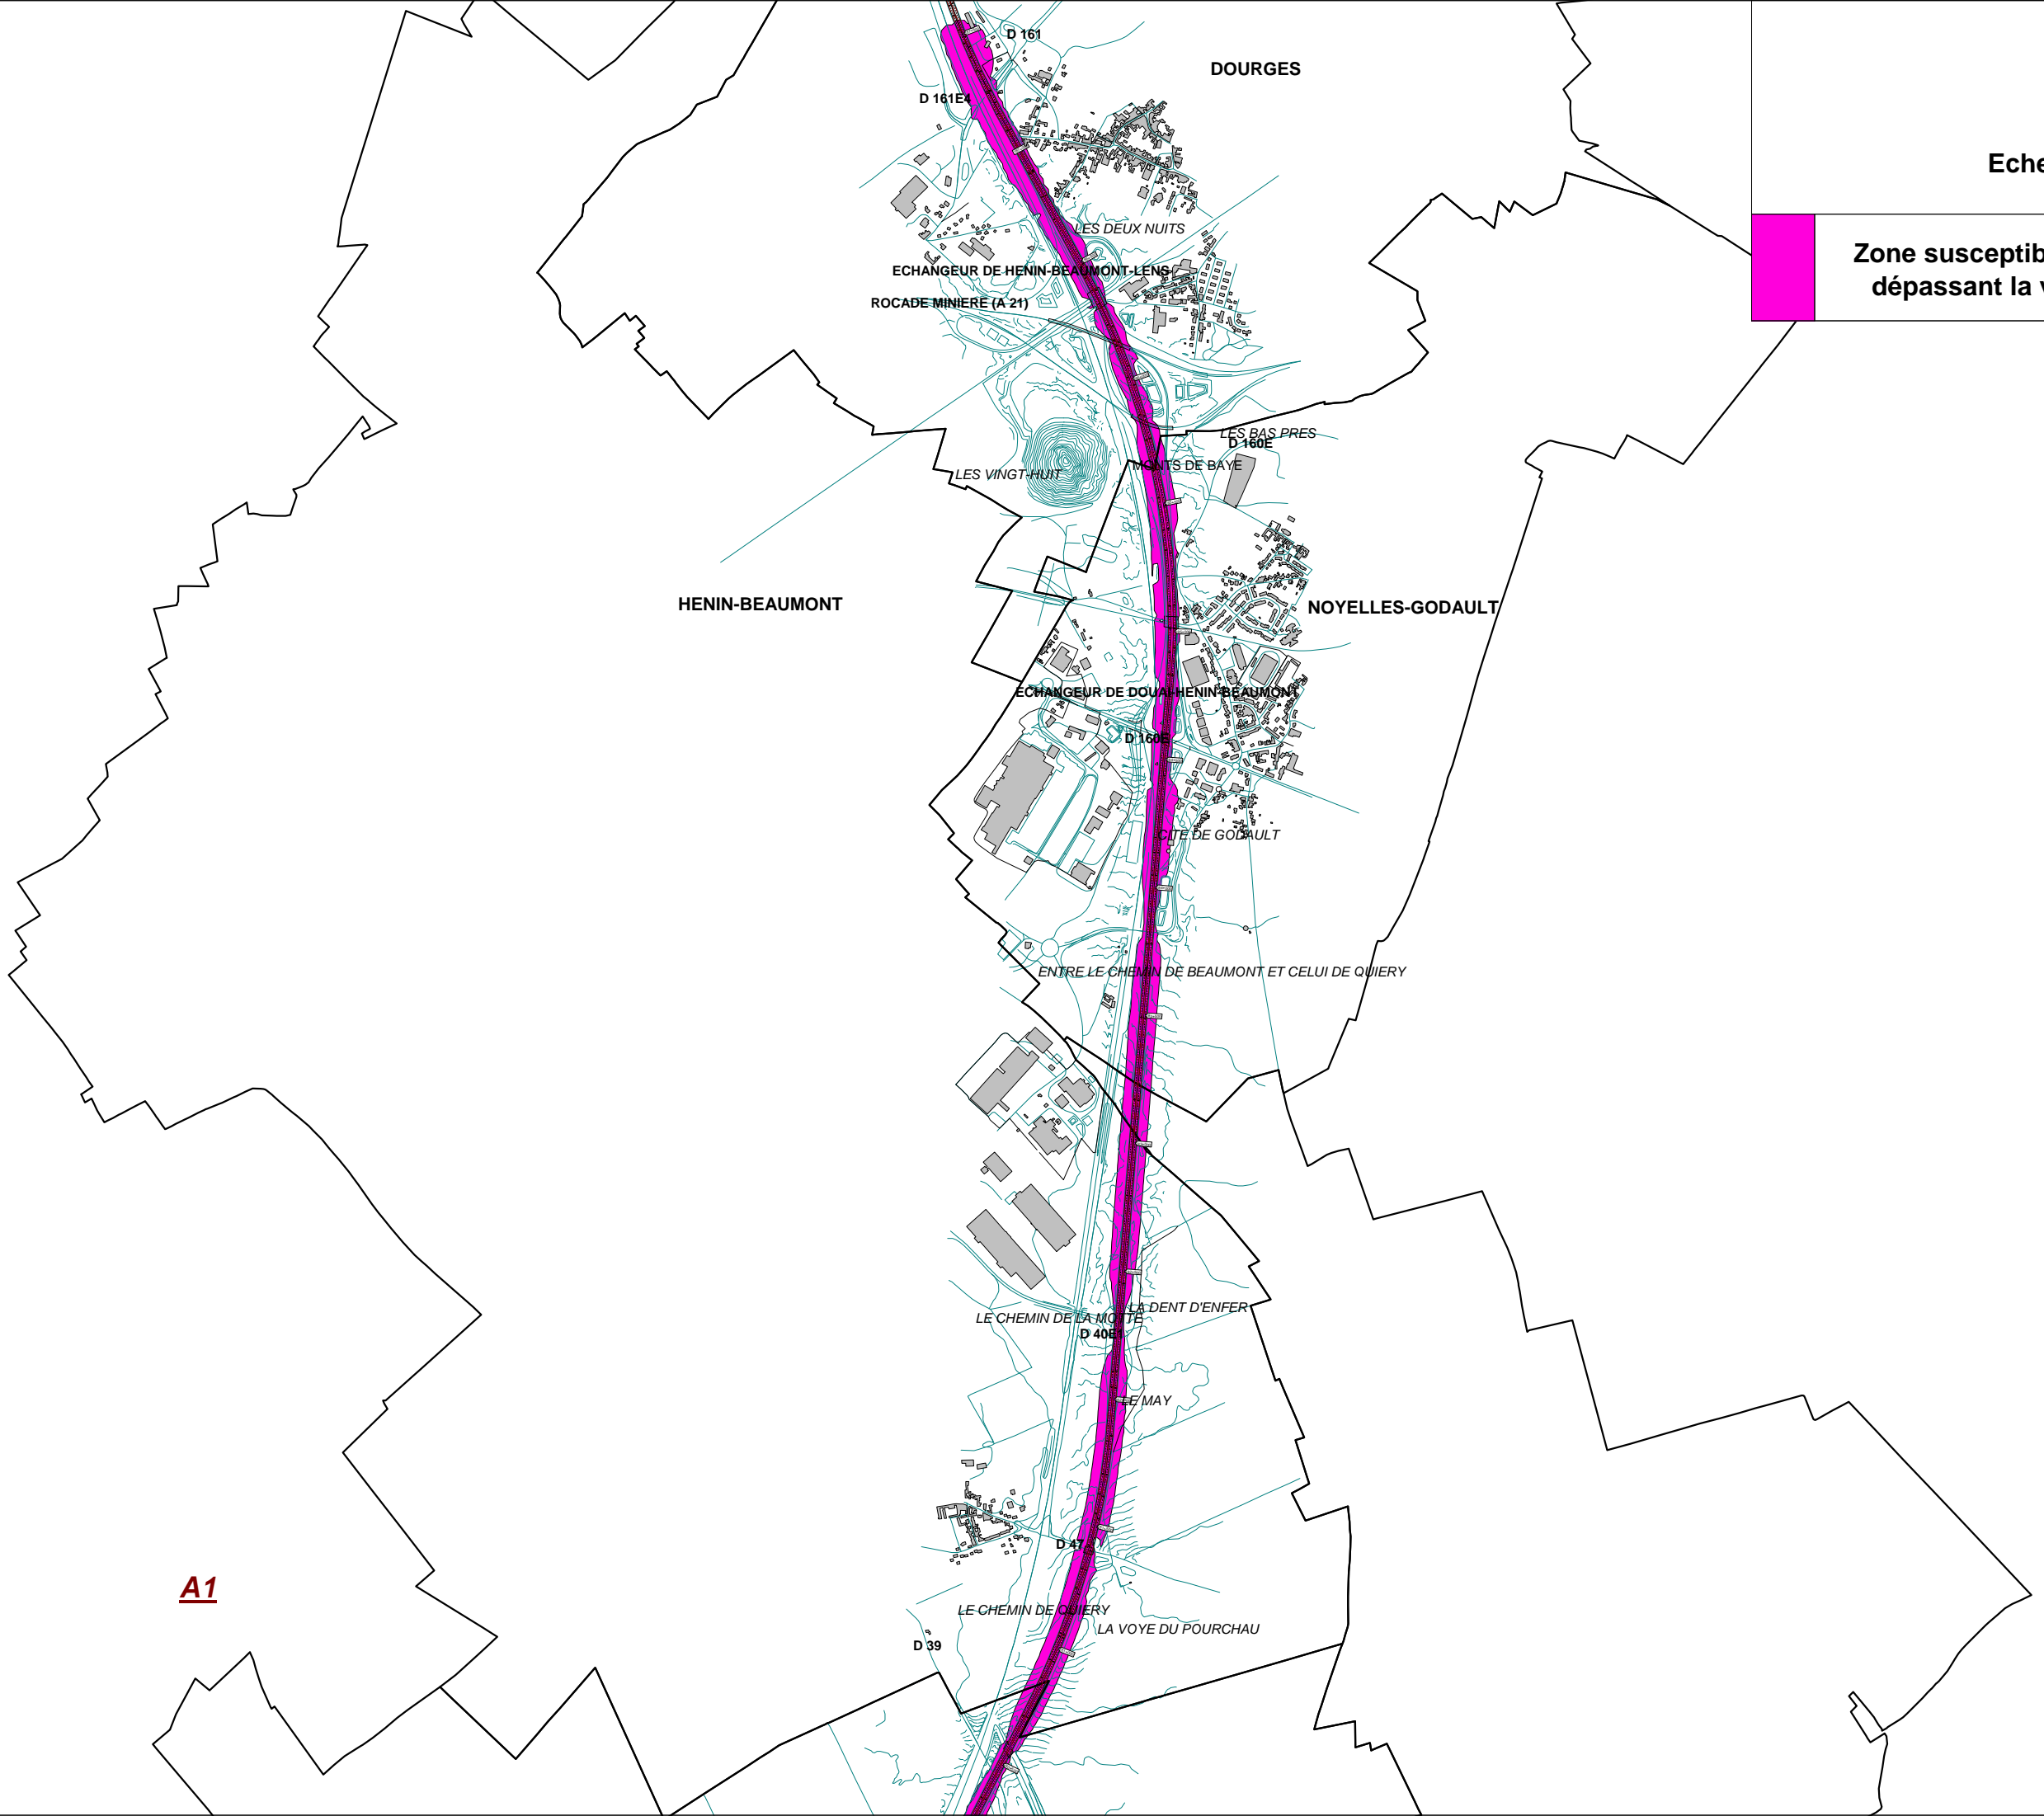 D 161
DOURGES
D 161E4
Eche
LES DEUX NUITS
Zone susceptib
dépassant la v
ECHANGEUR DE HENIN-BEAUMONT-LENS
ROCADE MINIERE (A 21)
LES BAS PRES
D 160E
MONTS DE BAYE
LES VINGT-HUIT
HENIN-BEAUMONT
NOYELLES-GODAULT
ECHANGEUR DE DOUAI-HENIN-BEAUMONT
D 160E
CITE DE GODAULT
ENTRE LE CHEMIN DE BEAUMONT ET CELUI DE QUIERY
LA DENT D'ENFER
LE CHEMIN DE LA MOTTE
D 40E1
LE MAY
D 47
A1
LE CHEMIN DE QUIERY
LA VOYE DU POURCHAU
D 39